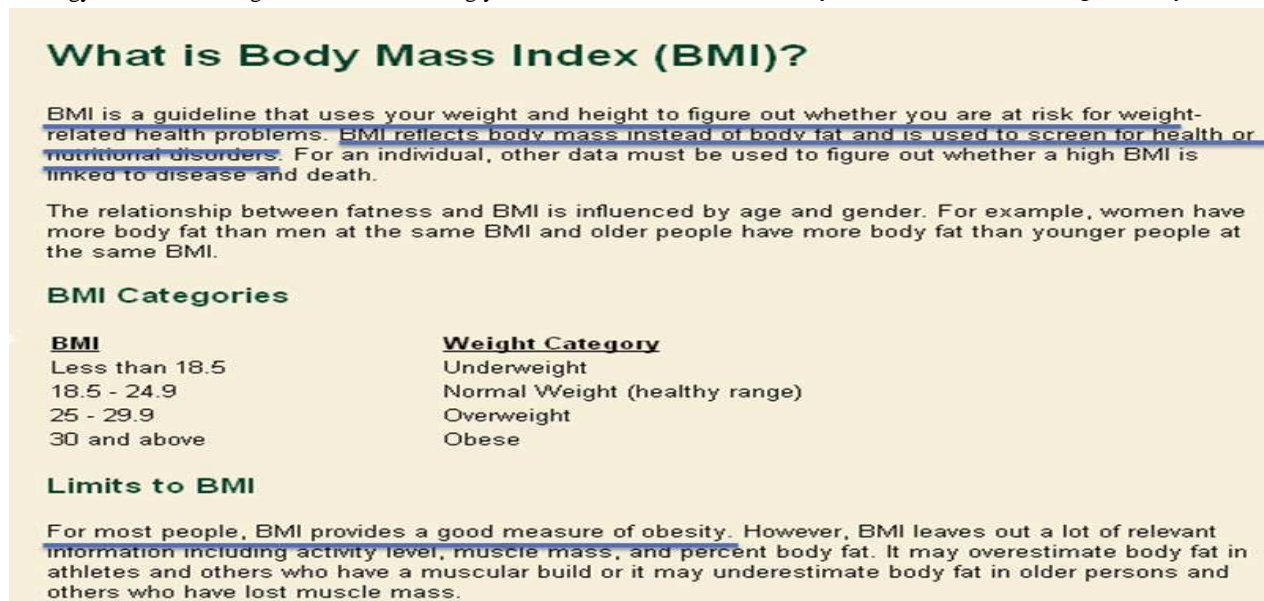 What is Body Mass Index (BMI)?
BMI is a guideline that uses your weight and height to figure out whether you are at risk for weight-
related health problems. BMI reflects body mass instead of body fat and is used to screen for health or
nutritional disorders. For an individual, other data must be used to figure out whether a high BMI is
linked to disease and death.
The relationship between fatness and BMI is influenced by age and gender. For example, women have
more body fat than men at the same BMI and older people have more body fat than younger people at
the same BMI.
BMI Categories
BMI Weight Category
Less than 18.5 Underweight
18.5 - 24.9 Normal Weight (healthy range)
25 - 29.9 Overweight
30 and above Obese
Limits to BMI
For most people, BMI provides a good measure of obesity. However, BMI leaves out a lot of relevant
information including activity level, muscle mass, and percent body fat. It may overestimate body fat in
athletes and others who have a muscular build or it may underestimate body fat in older persons and
others who have lost muscle mass.